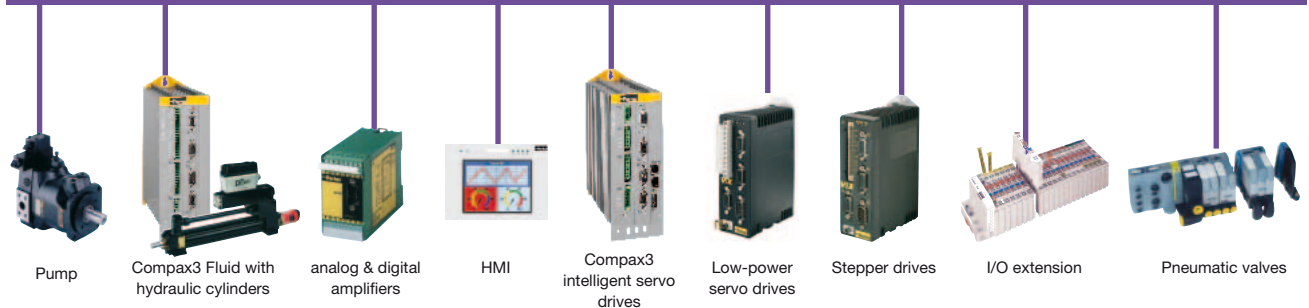 Pump
Compax3 Fluid with
hydraulic cylinders
analog & digital
amplifiers
HMI
Compax3
intelligent servo
drives
Low-power
servo drives
Stepper drives
I/O extension
Pneumatic valves